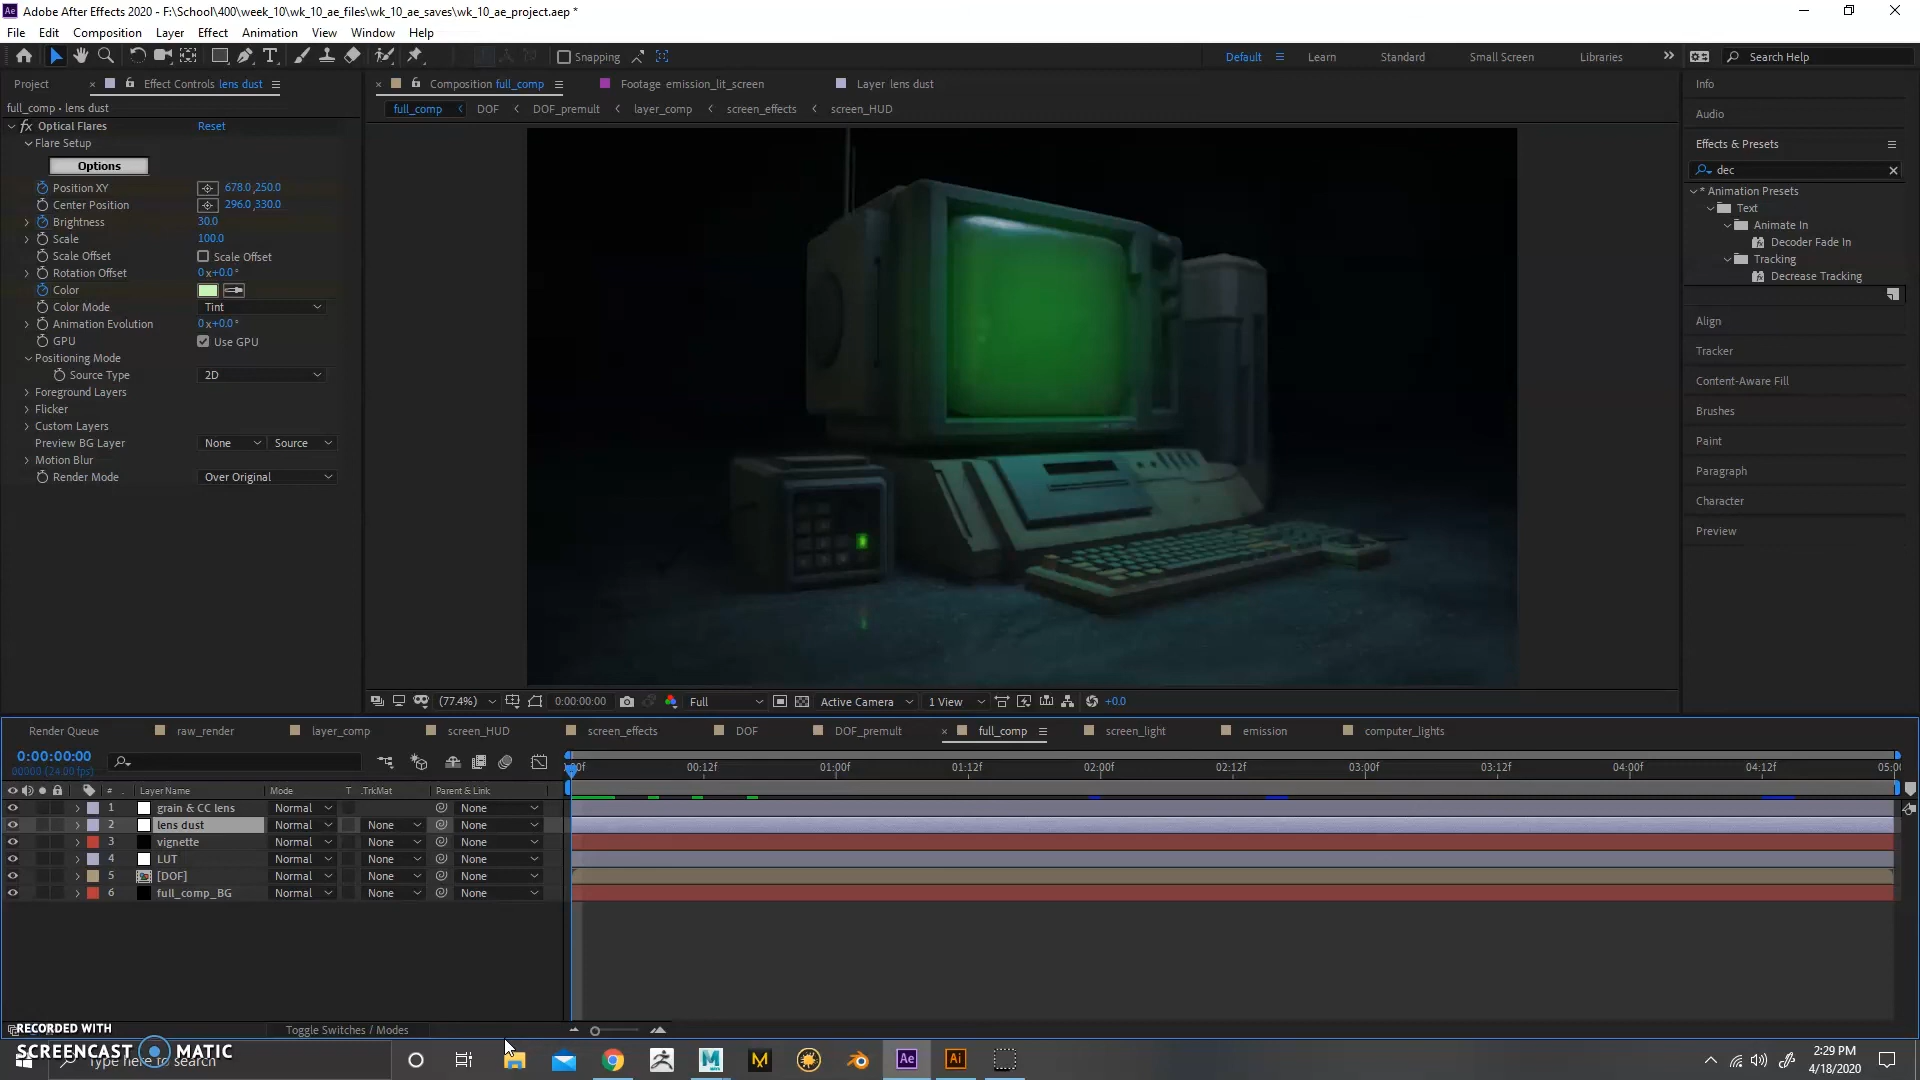 Adobe After Effects 2020 - F:\School\400\week_10\wk_10_ae_files\wk_10_ae_saves\wk_10_ae_project.aep *
File Edit Composition Layer Effect Animation View Window Help
Snapping
Default Learn Standard Small Screen Libraries Search Help
Project Effect Controls lens dust
full_comp • lens dust
fx Optical Flares Reset
Flare Setup
Options
Position XY 678.0,250.0
Center Position 296.0,330.0
Brightness 30.0
Scale 100.0
Scale Offset Scale Offset
Rotation Offset 0x+0.0°
Color
Color Mode Tint
Animation Evolution 0x+0.0°
GPU Use GPU
Positioning Mode
Source Type 2D
Foreground Layers
Flicker
Custom Layers
Preview BG Layer None Source
Motion Blur
Render Mode Over Original
Composition full_comp Footage emission_lit_screen Layer lens dust
full_comp DOF DOF_premult layer_comp screen_effects screen_HUD
(77.4%) 0:00:00:00 Full Active Camera 1 View +0.0
Info
Audio
Effects & Presets
dec
* Animation Presets
Text
Animate In
Decoder Fade In
Tracking
Decrease Tracking
Align
Tracker
Content-Aware Fill
Brushes
Paint
Paragraph
Character
Preview
Render Queue raw_render layer_comp screen_HUD screen_effects DOF DOF_premult full_comp screen_light emission computer_lights
0:00:00:00
00000 (24.00 fps)
00:12f 01:00f 01:12f 02:00f 02:12f 03:00f 03:12f 04:00f 04:12f
# Layer Name Mode T .TrkMat Parent & Link
1 grain & CC lens Normal None
2 lens dust Normal None None
3 vignette Normal None None
4 LUT Normal None None
5 [DOF] Normal None None
6 full_comp_BG Normal None None
Toggle Switches / Modes
RECORDED WITH
SCREENCAST MATIC
Type here to search
Ae Ai
2:29 PM
4/18/2020